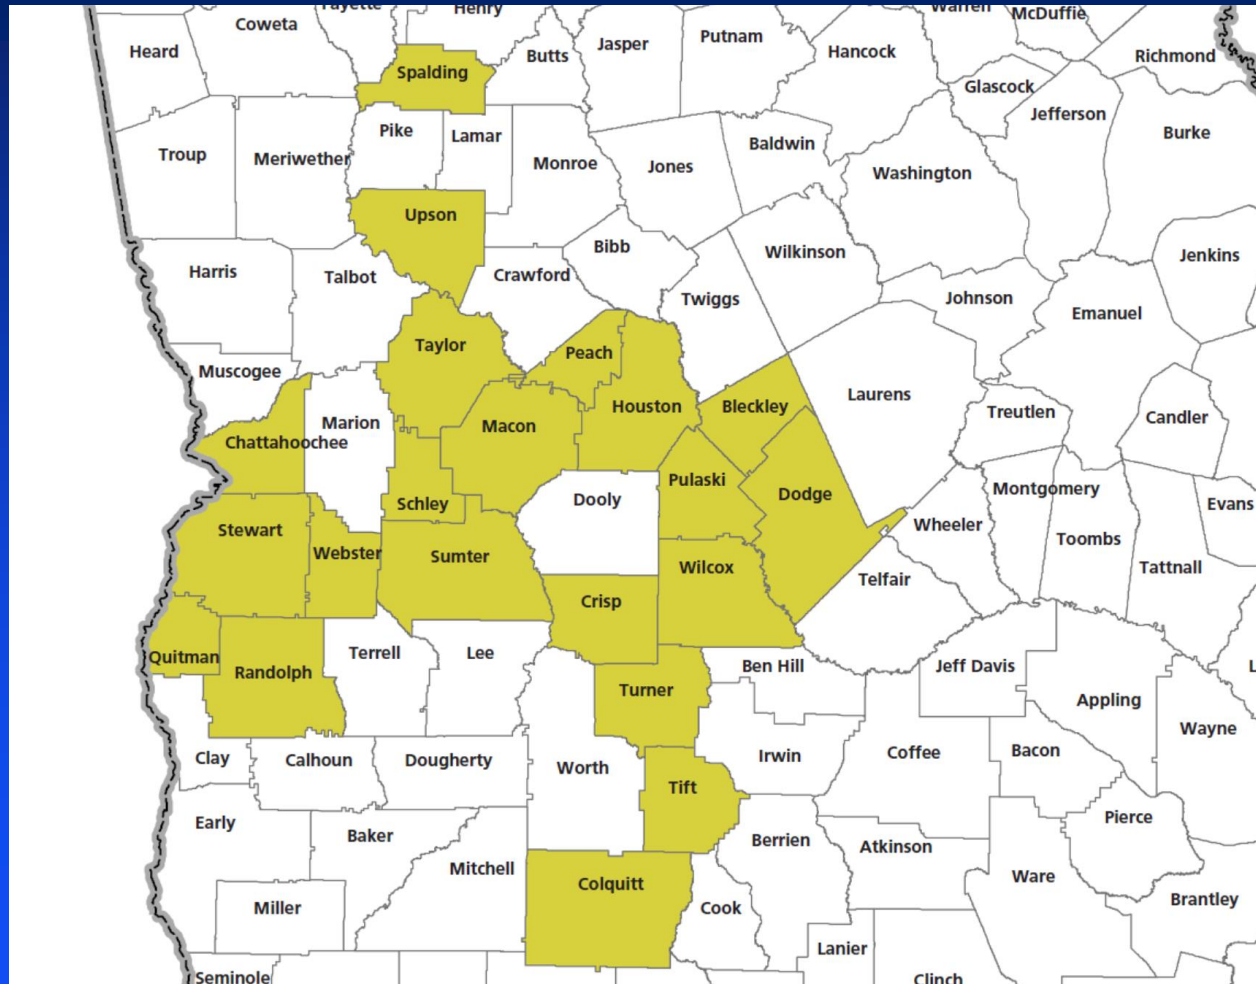 Fayette
Henry
Warren
McDuffie
Coweta
Heard
Butts
Jasper
Putnam
Hancock
Richmond
Spalding
Glascock
Jefferson
Burke
Pike
Lamar
Troup
Meriwether
Monroe
Jones
Baldwin
Washington
Upson
Bibb
Wilkinson
Jenkins
Harris
Talbot
Crawford
Twiggs
Johnson
Emanuel
Taylor
Peach
Muscogee
Houston
Bleckley
Laurens
Treutlen
Candler
Marion
Macon
Chattahoochee
Pulaski
Dodge
Montgomery
Evans
Schley
Dooly
Stewart
Wheeler
Toombs
Webster
Sumter
Wilcox
Telfair
Tattnall
Crisp
Quitman
Randolph
Terrell
Lee
Ben Hill
Jeff Davis
L
Turner
Appling
Wayne
Clay
Calhoun
Dougherty
Worth
Irwin
Coffee
Bacon
Tift
Early
Baker
Berrien
Pierce
Mitchell
Atkinson
Colquitt
Ware
Miller
Cook
Brantley
Lanier
Seminole
Clinch